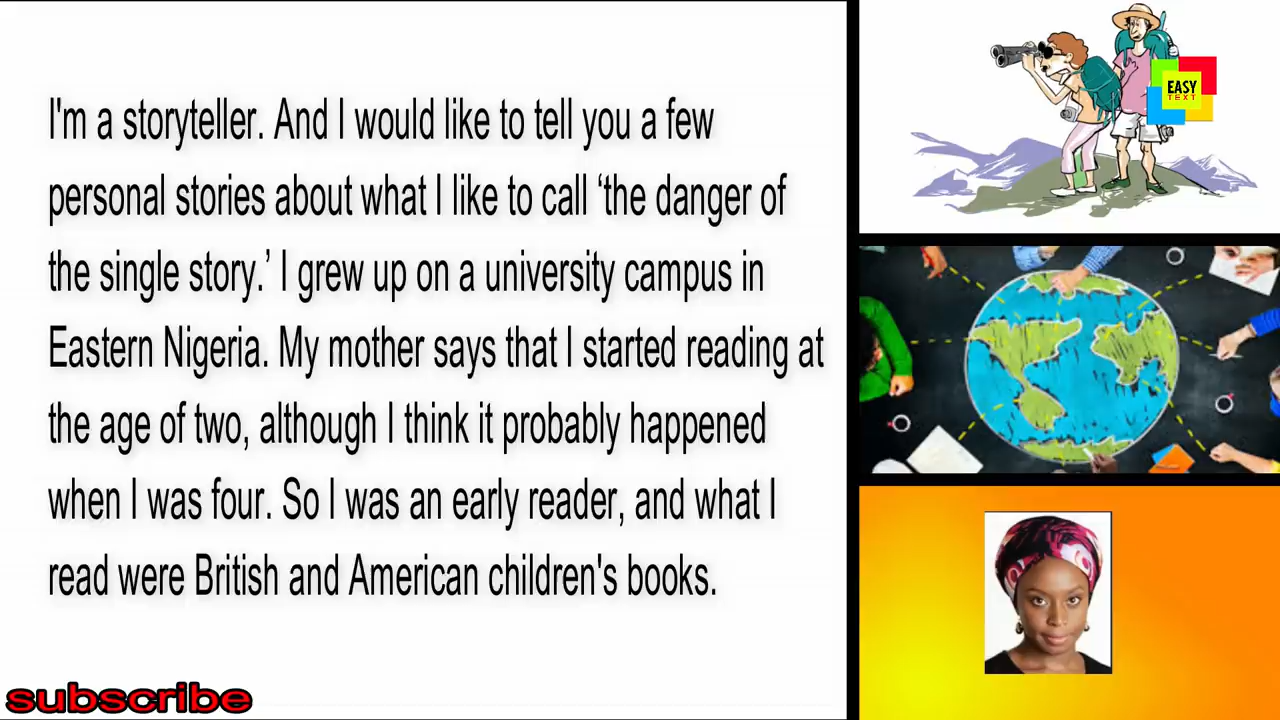 I'm a storyteller. And I would like to tell you a few
personal stories about what I like to call ‘the danger of
the single story.’ I grew up on a university campus in
Eastern Nigeria. My mother says that I started reading at
the age of two, although I think it probably happened
when I was four. So I was an early reader, and what I
read were British and American children's books.
EASY
TEXT
subscribe